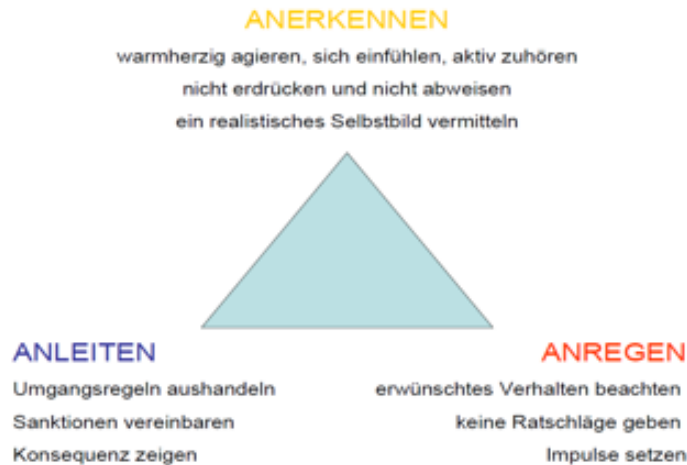 ANERKENNEN
warmherzig agieren, sich einfühlen, aktiv zuhören
nicht erdrücken und nicht abweisen
ein realistisches Selbstbild vermitteln
ANLEITEN
Umgangsregeln aushandeln
Sanktionen vereinbaren
Konsequenz zeigen
ANREGEN
erwünschtes Verhalten beachten
keine Ratschläge geben
Impulse setzen